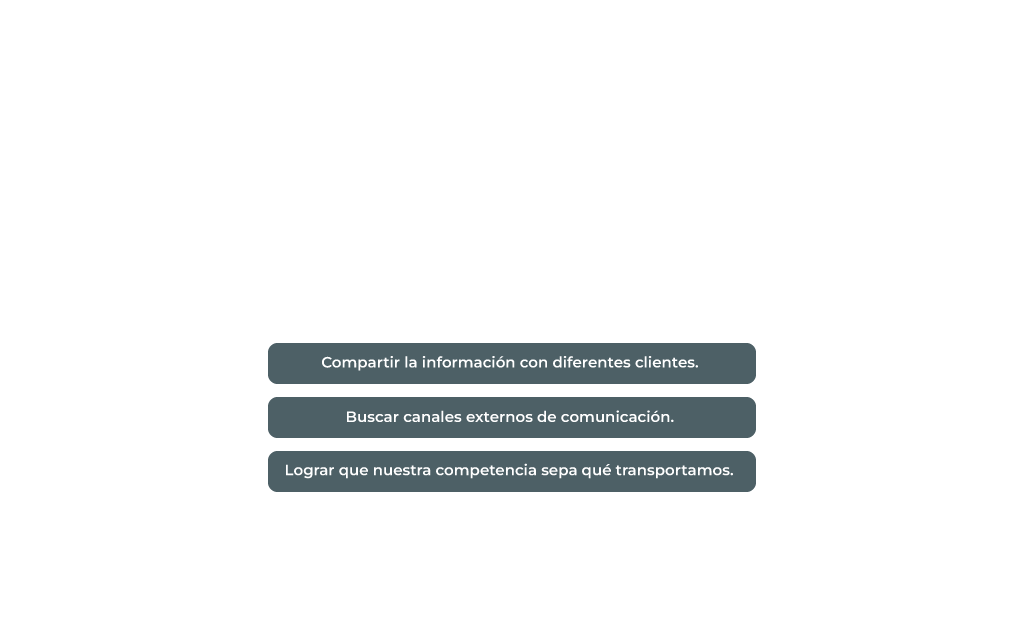 Compartir la información con diferentes clientes.
Buscar canales externos de comunicación.
Lograr que nuestra competencia sepa qué transportamos.